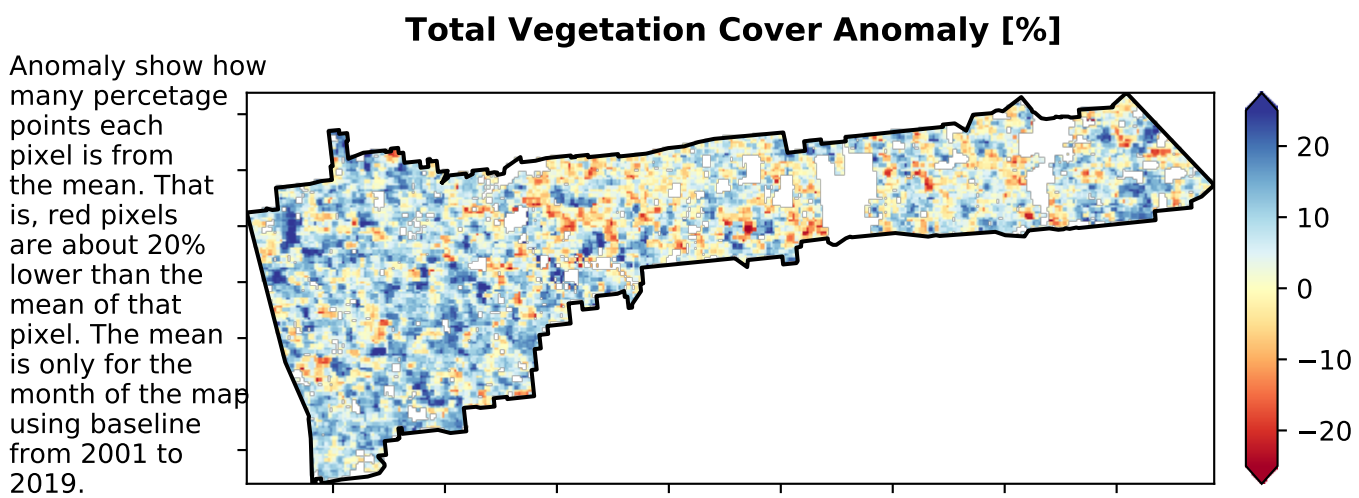 Total Vegetation Cover Anomaly [%]
Anomaly show how
many percetage
points each
pixel is from
the mean. That
is, red pixels
are about 20%
lower than the
mean of that
pixel. The mean
is only for the
month of the map
using baseline
from 2001 to
2019.
20
10
0
−10
−20